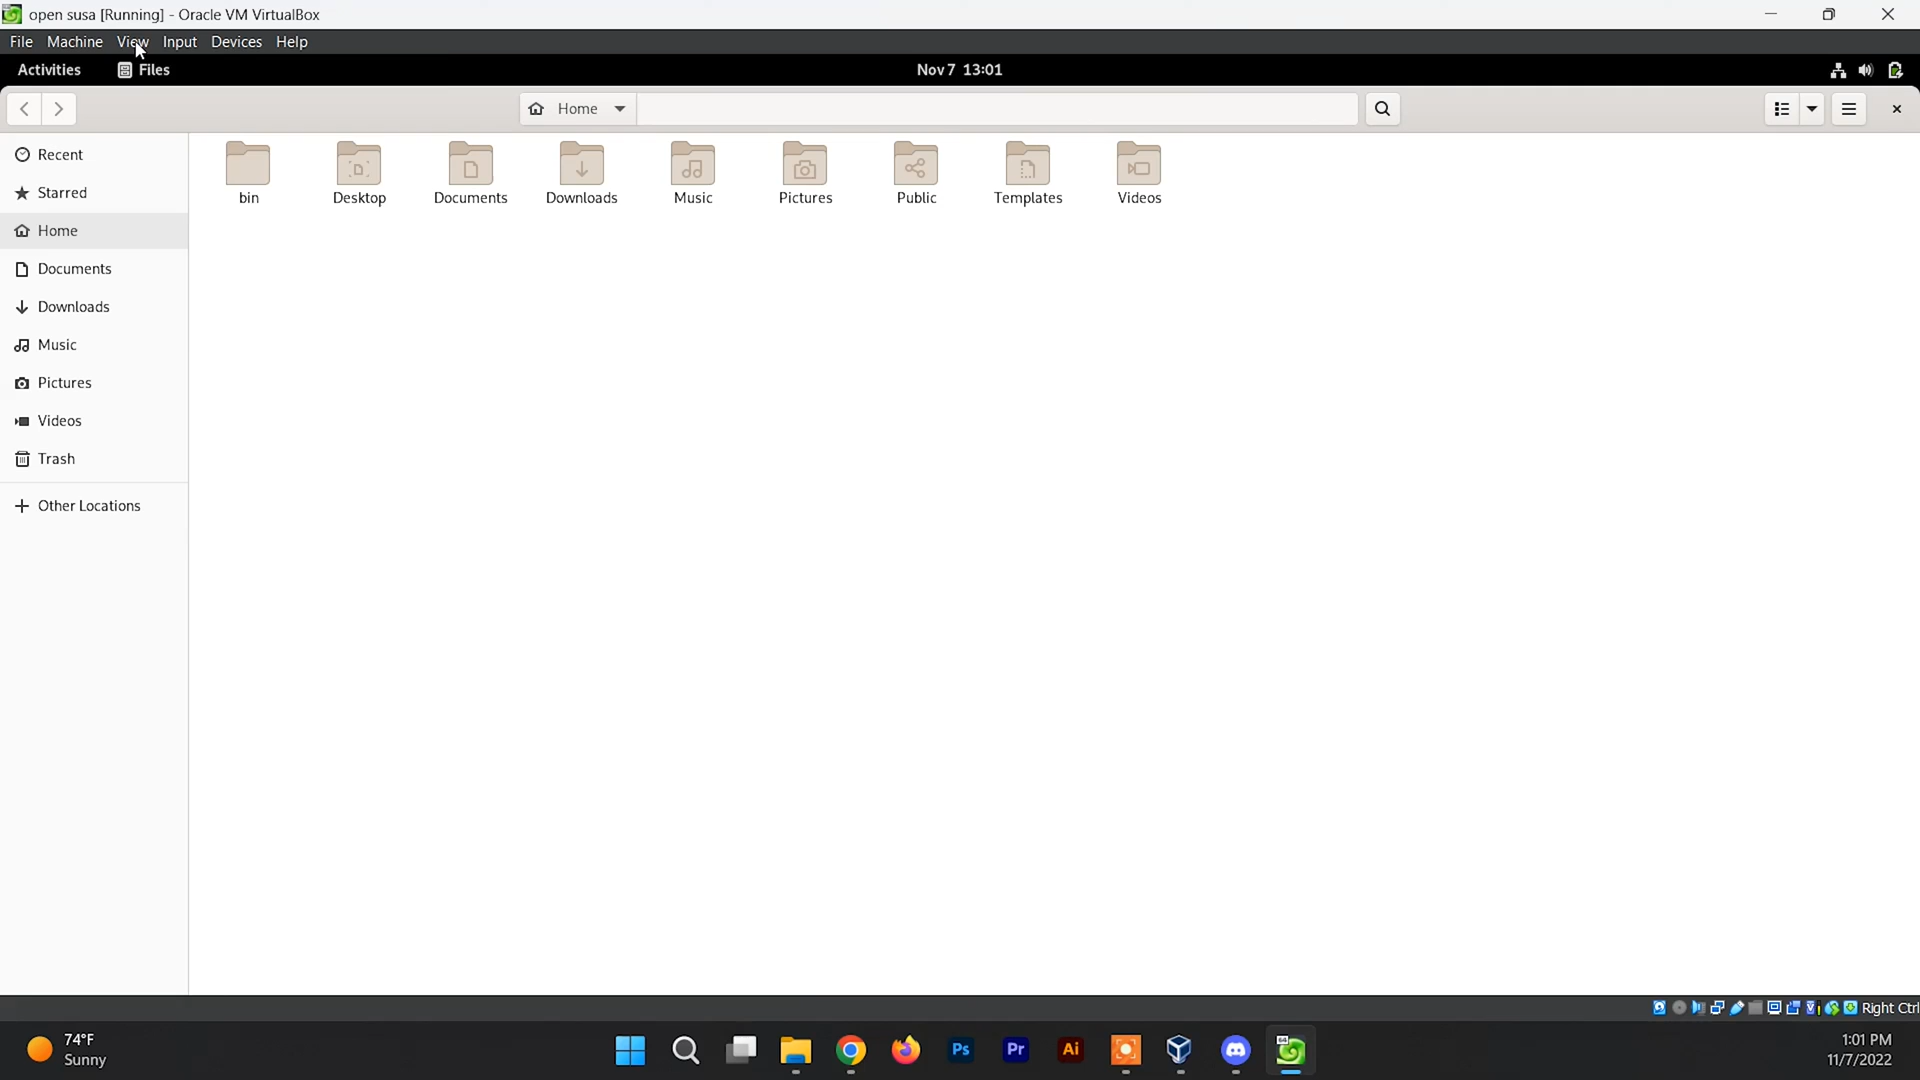 open susa [Running] - Oracle VM VirtualBox
File Machine View Input Devices Help
Activities Files Nov 7 13:01
Home
Recent
Starred
Home
Documents
Downloads
Music
Pictures
Videos
Trash
Other Locations
bin Desktop Documents Downloads Music Pictures Public Templates Videos
Right Ctrl
74°F
Sunny
Ps Pr Ai
64
1:01 PM
11/7/2022